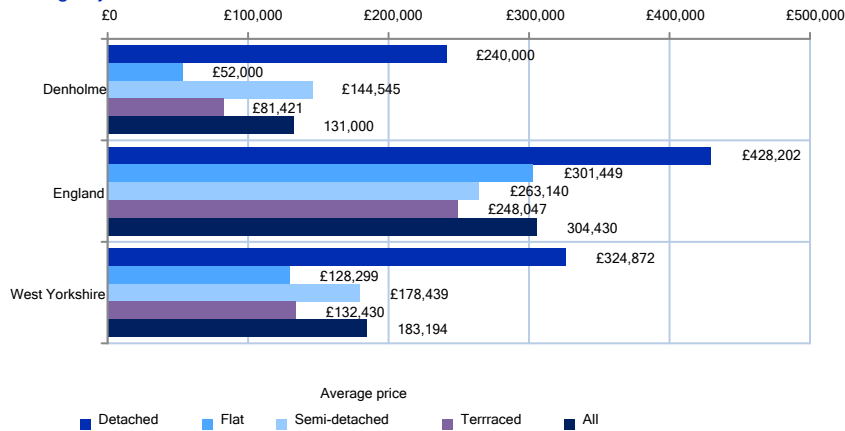 £0 £100,000 £200,000 £300,000 £400,000 £500,000
£240,000
£52,000
Denholme £144,545
£81,421
131,000
£428,202
£301,449
England £263,140
£248,047
304,430
£324,872
£128,299
West Yorkshire £178,439
£132,430
183,194
Average price
Detached Flat Semi-detached Terrraced All